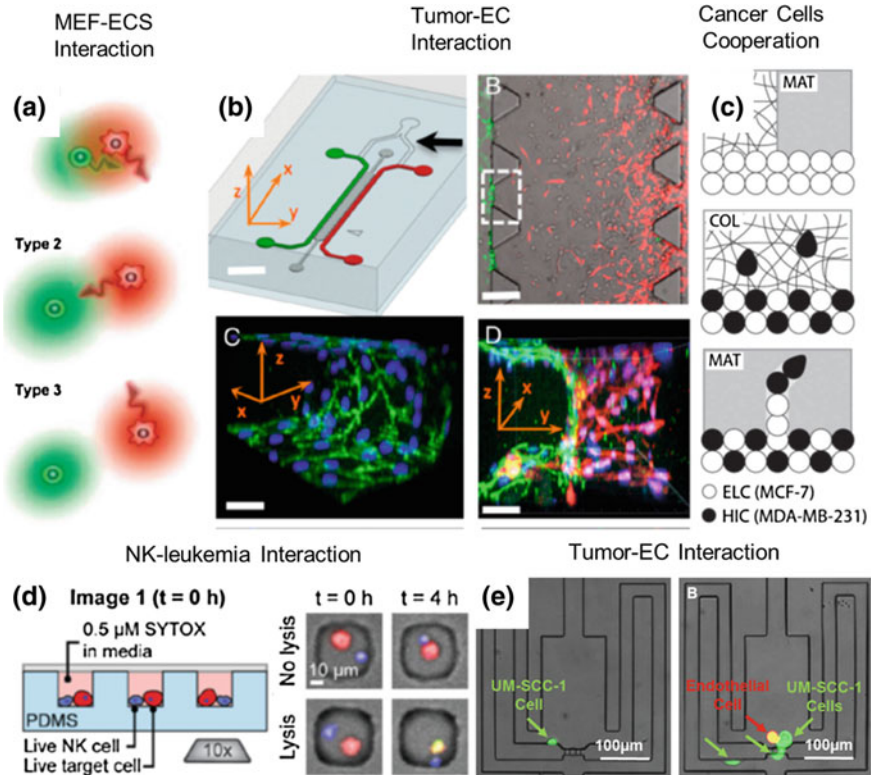 MEF-ECS
Interaction
Tumor-EC
Interaction
Cancer Cells
Cooperation
(a)
Type 2
Type 3
(b)
z
x
y
B
C
z
x
y
D
z
x
y
(c)
MAT
COL
MAT
ELC (MCF-7)
HIC (MDA-MB-231)
NK-leukemia Interaction
Tumor-EC Interaction
(d)
Image 1 (t = 0 h)
0.5 µM SYTOX
in media
PDMS
Live NK cell
Live target cell
10x
t = 0 h
t = 4 h
No lysis
10 µm
Lysis
(e)
UM-SCC-1
Cell
100µm
B
Endothelial
Cell
UM-SCC-1
Cells
100µm